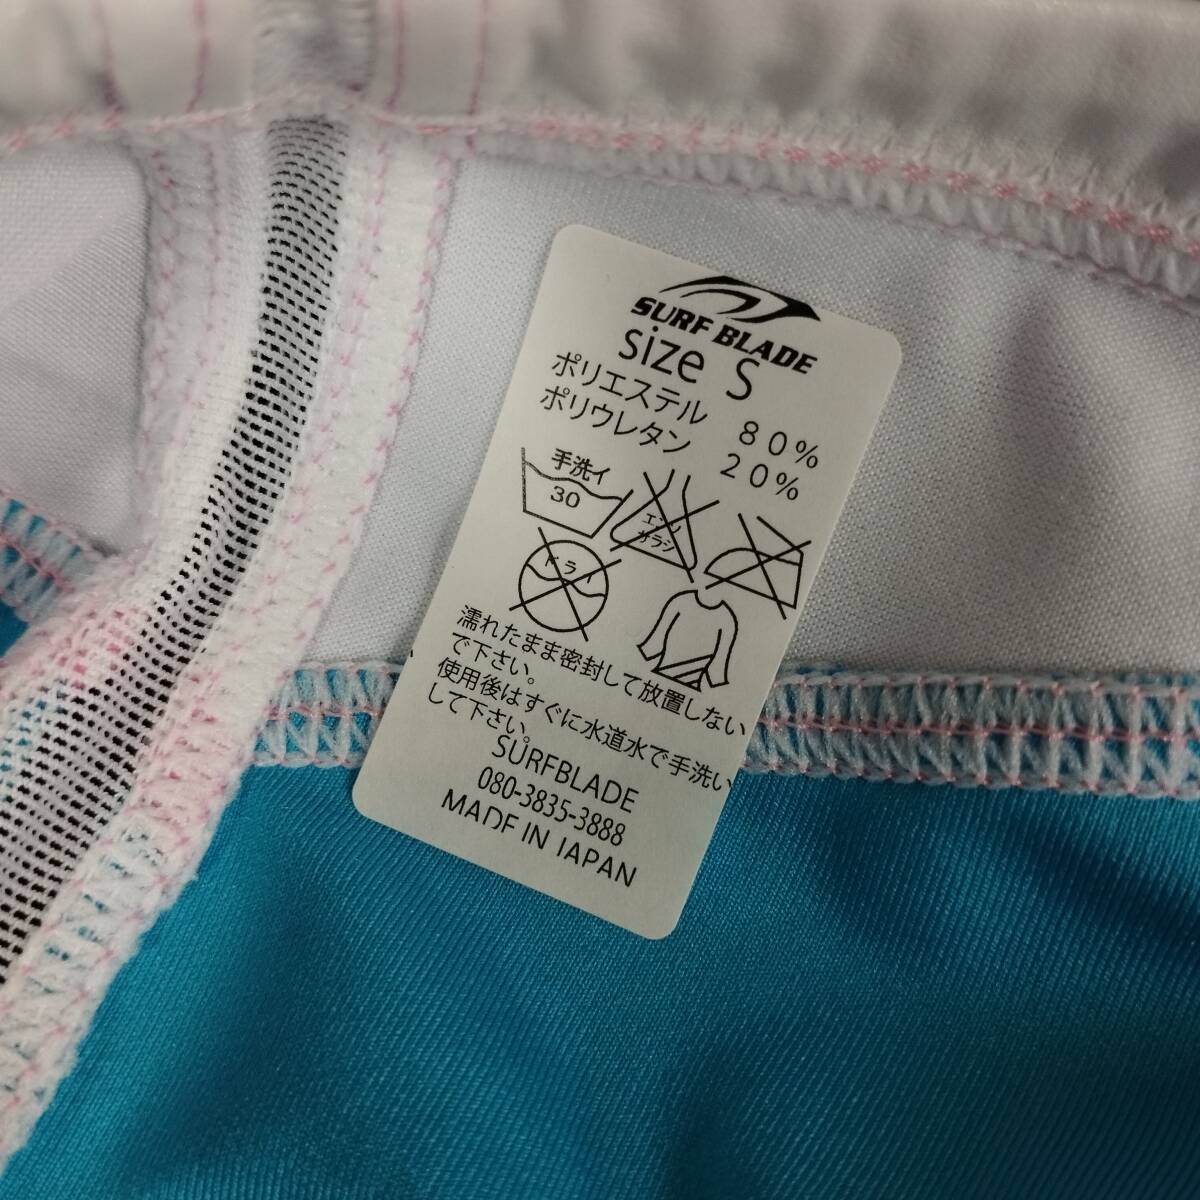 SURF BLADE
size S
ポリエステル 80%
ポリウレタン 20%
手洗イ
30
エンソ
サラシ
ドライ
濡れたまま密封して放置しない
で下さい。
使用後はすぐに水道水で手洗い
して下さい。
SURFBLADE
080-3835-3888
MADE IN JAPAN